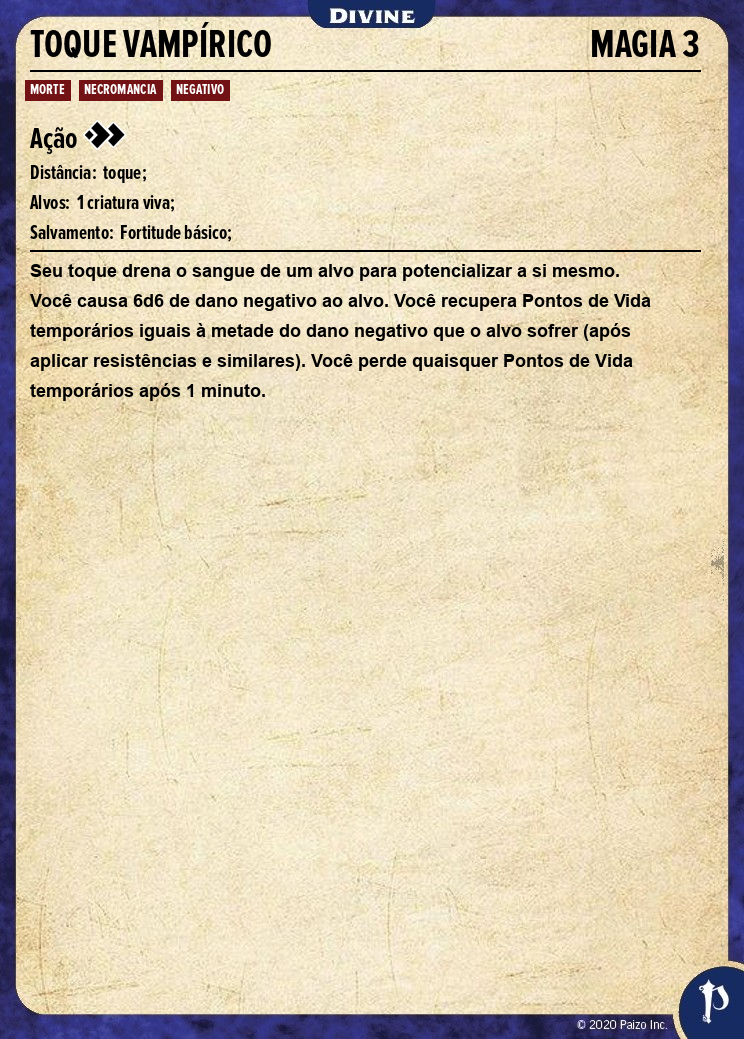 DIVINE
TOQUE VAMPÍRICO MAGIA 3
MORTE NECROMANCIA NEGATIVO
Ação
Distância: toque;
Alvos: 1 criatura viva;
Salvamento: Fortitude básico;
Seu toque drena o sangue de um alvo para potencializar a si mesmo.
Você causa 6d6 de dano negativo ao alvo. Você recupera Pontos de Vida
temporários iguais à metade do dano negativo que o alvo sofrer (após
aplicar resistências e similares). Você perde quaisquer Pontos de Vida
temporários após 1 minuto.
P
© 2020 Paizo Inc.